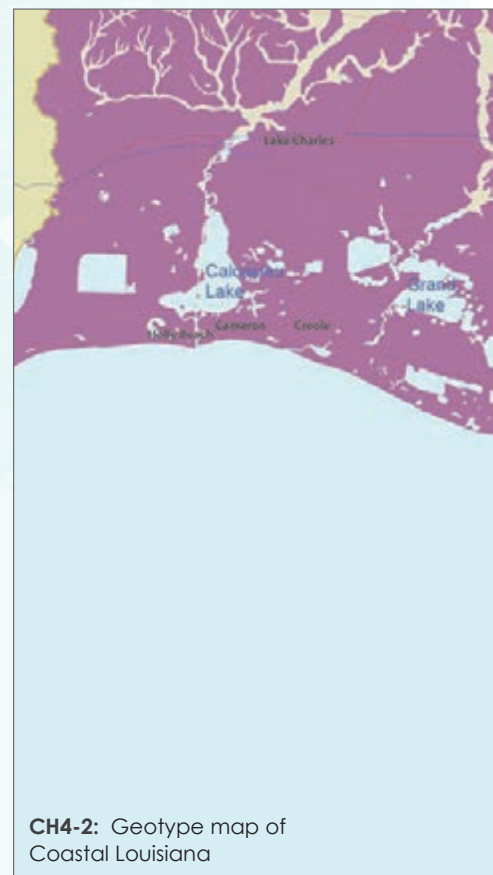 Lake Charles
Calcasieu
Lake
Grand
Lake
Holly Beach
Cameron
Creole
CH4-2: Geotype map of
Coastal Louisiana